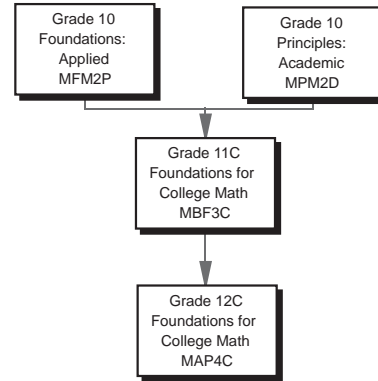 Grade 10
Foundations:
Applied
MFM2P
Grade 10
Principles:
Academic
MPM2D
Grade 11C
Foundations for
College Math
MBF3C
Grade 12C
Foundations for
College Math
MAP4C